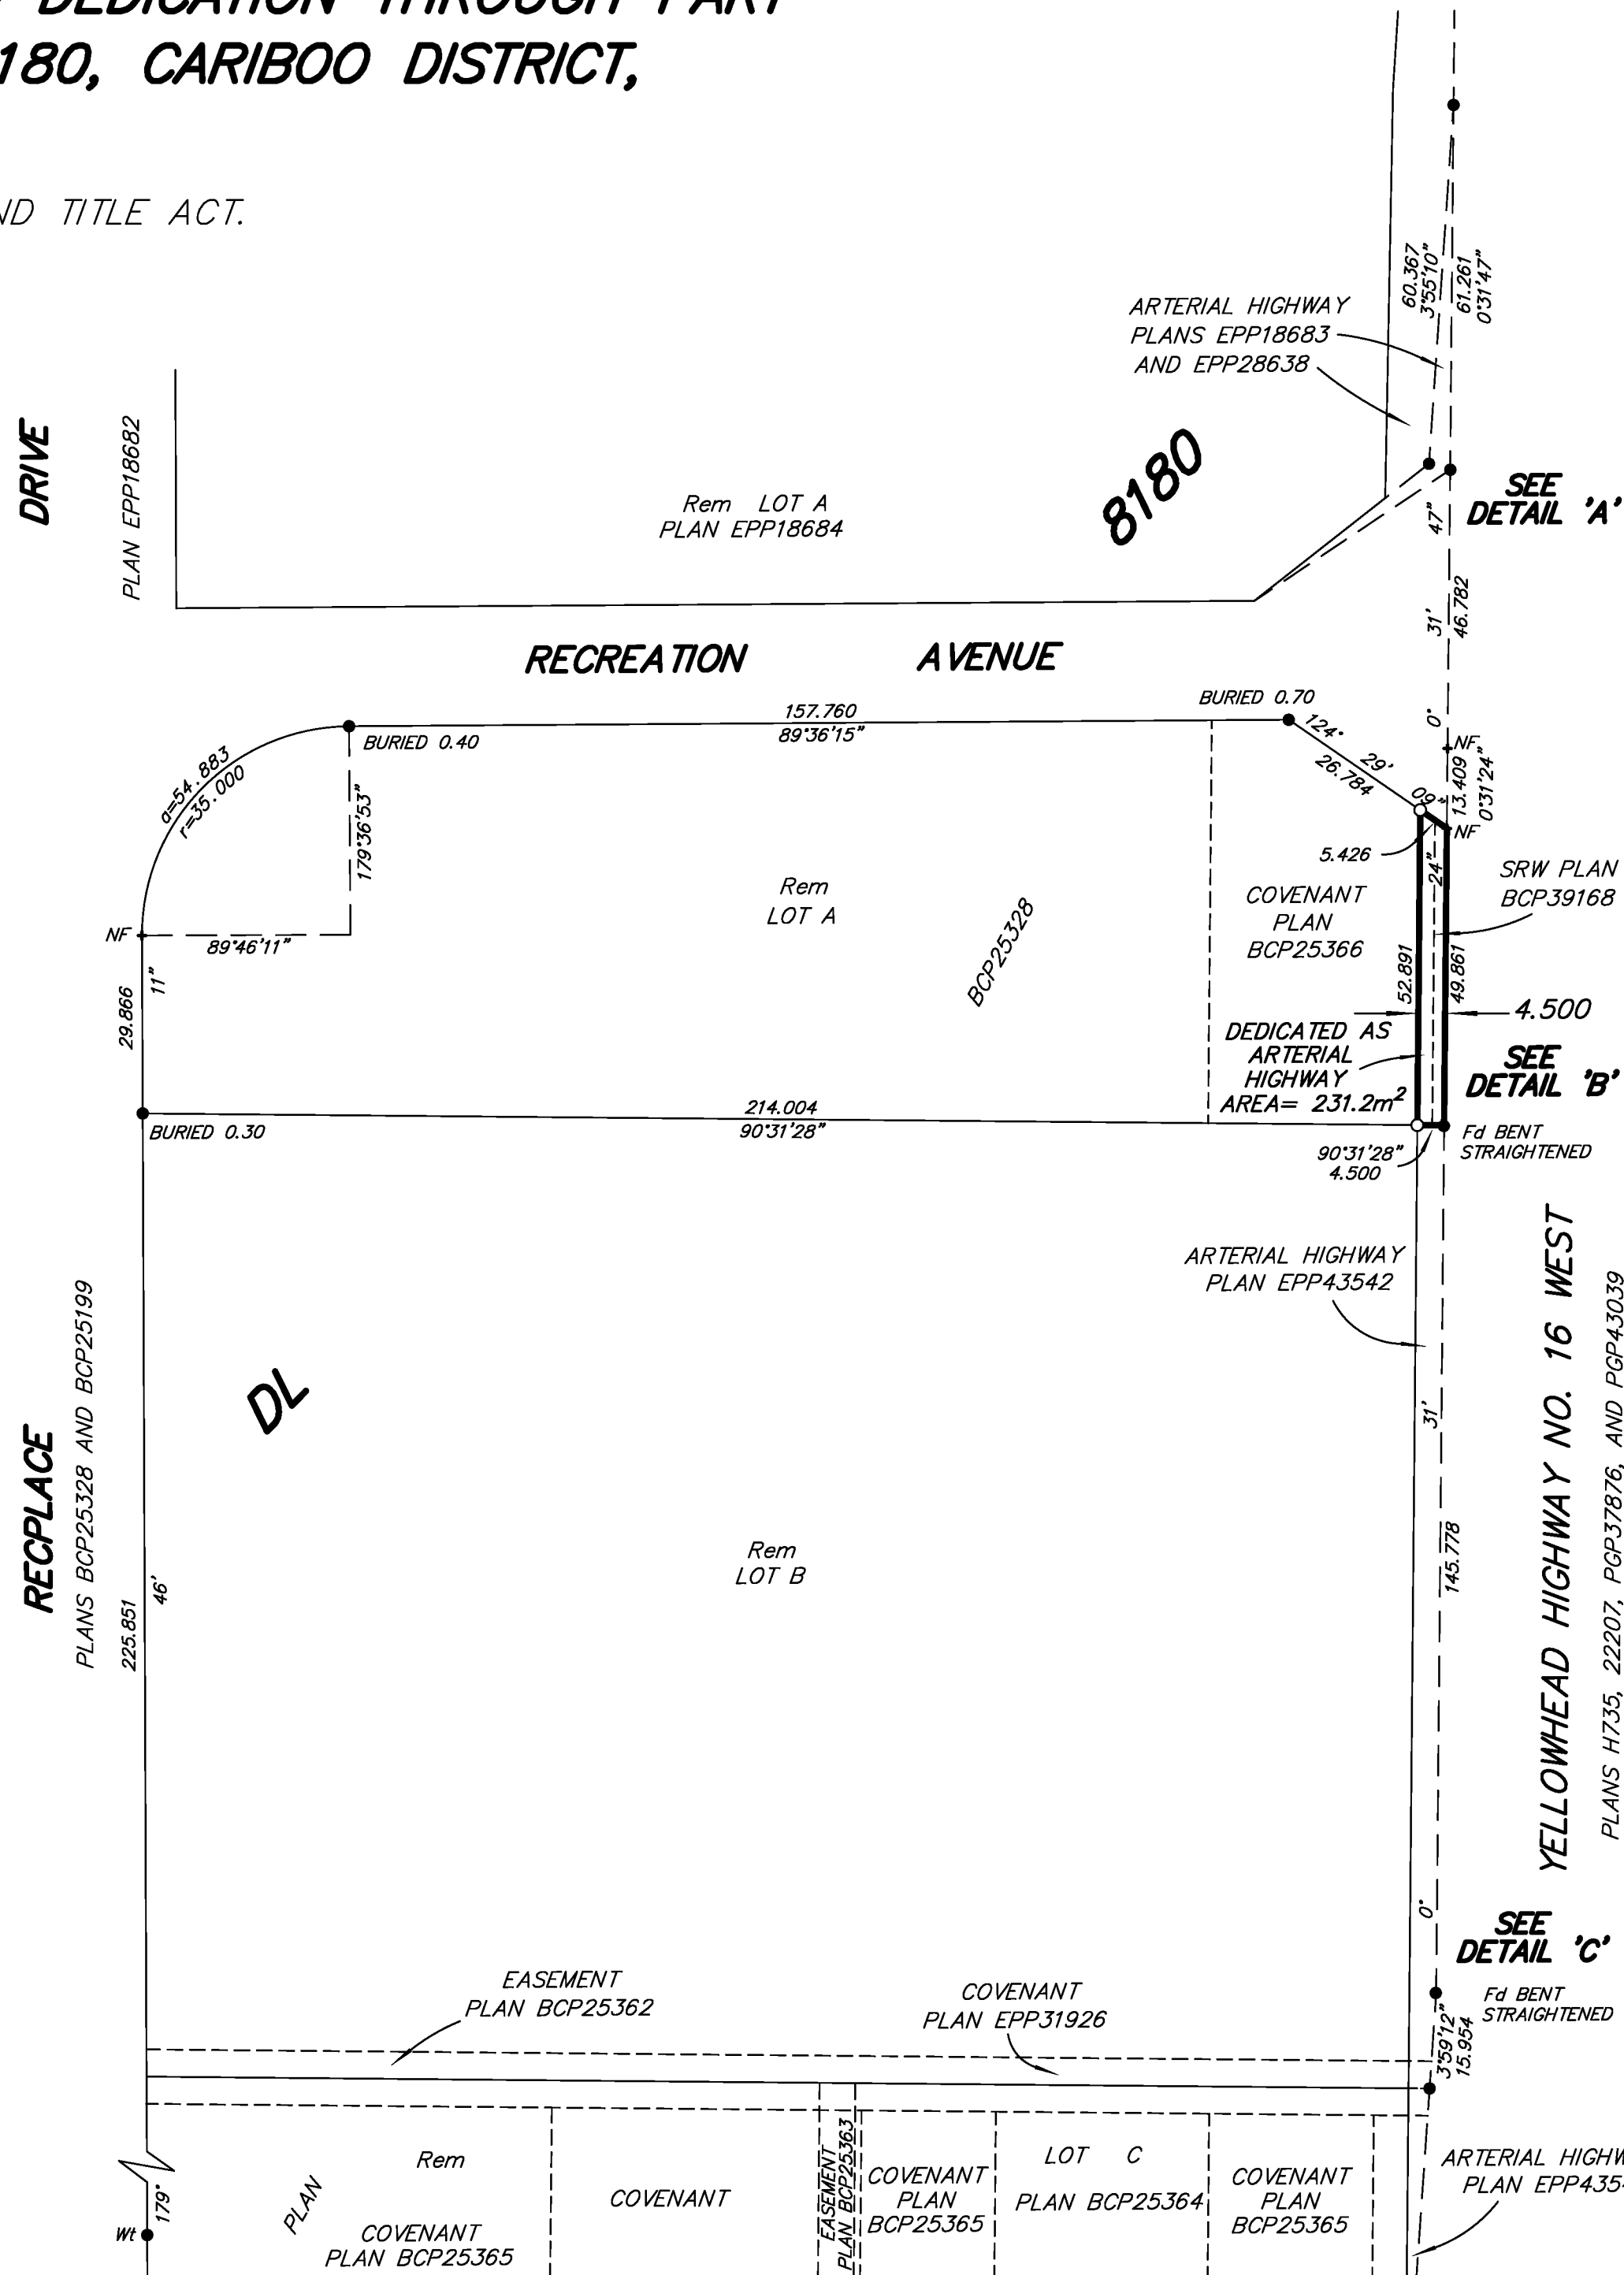 DEDICATION THROUGH PART
180, CARIBOO DISTRICT,
ND TITLE ACT.
60.367
3°55'10"
61.261
0°31'47"
ARTERIAL HIGHWAY
PLANS EPP18683
AND EPP28638
DRIVE
PLAN EPP18682
8180
Rem LOT A
PLAN EPP18684
SEE
DETAIL 'A'
47"
31'
46.782
0°
RECREATION AVENUE
BURIED 0.70
157.760
89°36'15"
BURIED 0.40
124°
29'
09"
26.784
NF
13.409
0°31'24"
NF
a=54.883
r=35.000
179°36'53"
5.426
24"
SRW PLAN
BCP39168
Rem
LOT A
COVENANT
PLAN
BCP25366
BCP25328
NF
89°46'11"
11"
29.866
52.891
49.861
4.500
DEDICATED AS
ARTERIAL
HIGHWAY
AREA= 231.2m²
SEE
DETAIL 'B'
214.004
90°31'28"
BURIED 0.30
90°31'28"
4.500
Fd BENT
STRAIGHTENED
ARTERIAL HIGHWAY
PLAN EPP43542
YELLOWHEAD HIGHWAY NO. 16 WEST
PLANS H735, 22207, PGP37876, AND PGP43039
RECPLACE
PLANS BCP25328 AND BCP25199
DL
31'
145.778
Rem
LOT B
225.851
46'
0°
SEE
DETAIL 'C'
Fd BENT
STRAIGHTENED
EASEMENT
PLAN BCP25362
COVENANT
PLAN EPP31926
3°59'12"
15.954
Rem
PLAN
COVENANT
PLAN BCP25365
COVENANT
EASEMENT
PLAN BCP25363
COVENANT
PLAN
BCP25365
LOT C
PLAN BCP25364
COVENANT
PLAN
BCP25365
ARTERIAL HIGHW
PLAN EPP4354
179°
Wt